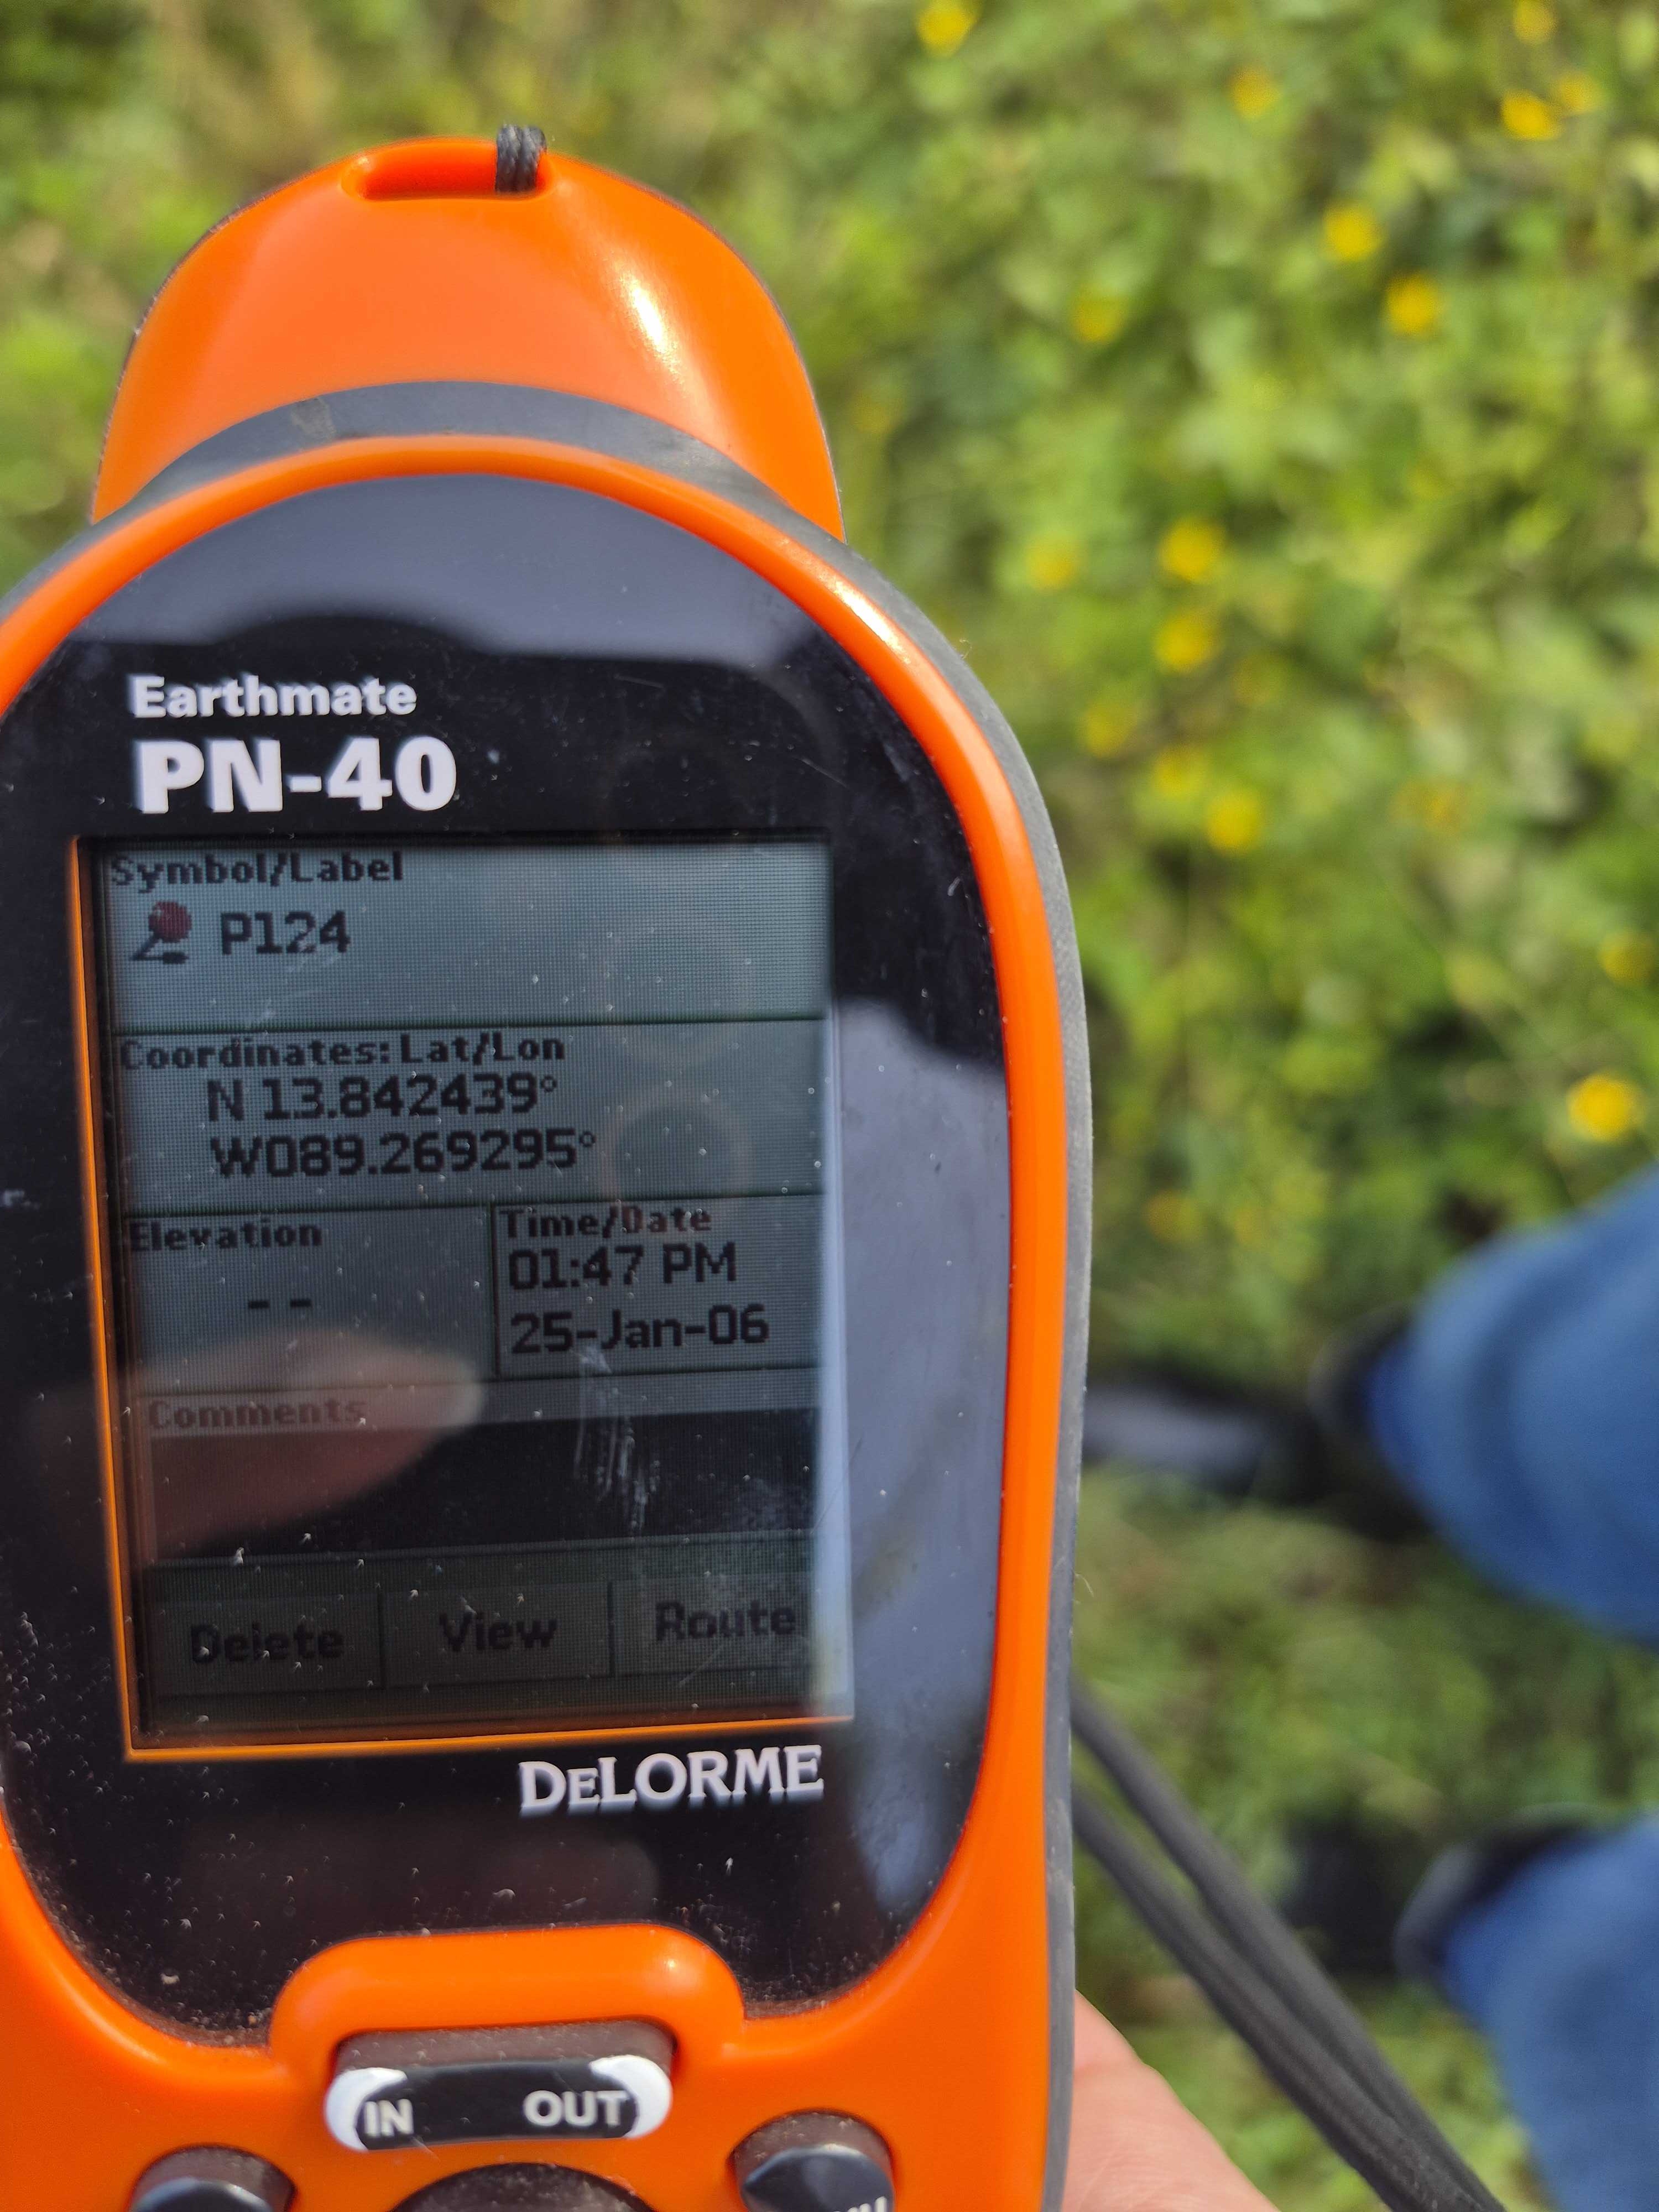 Earthmate
PN-40
Symbol/Label
P124
Coordinates: Lat/Lon
N 13.842439°
W089.269295°
Elevation
--
Time/Date
01:47 PM
25-Jan-06
Comments
Delete View Route
DELORME
IN OUT